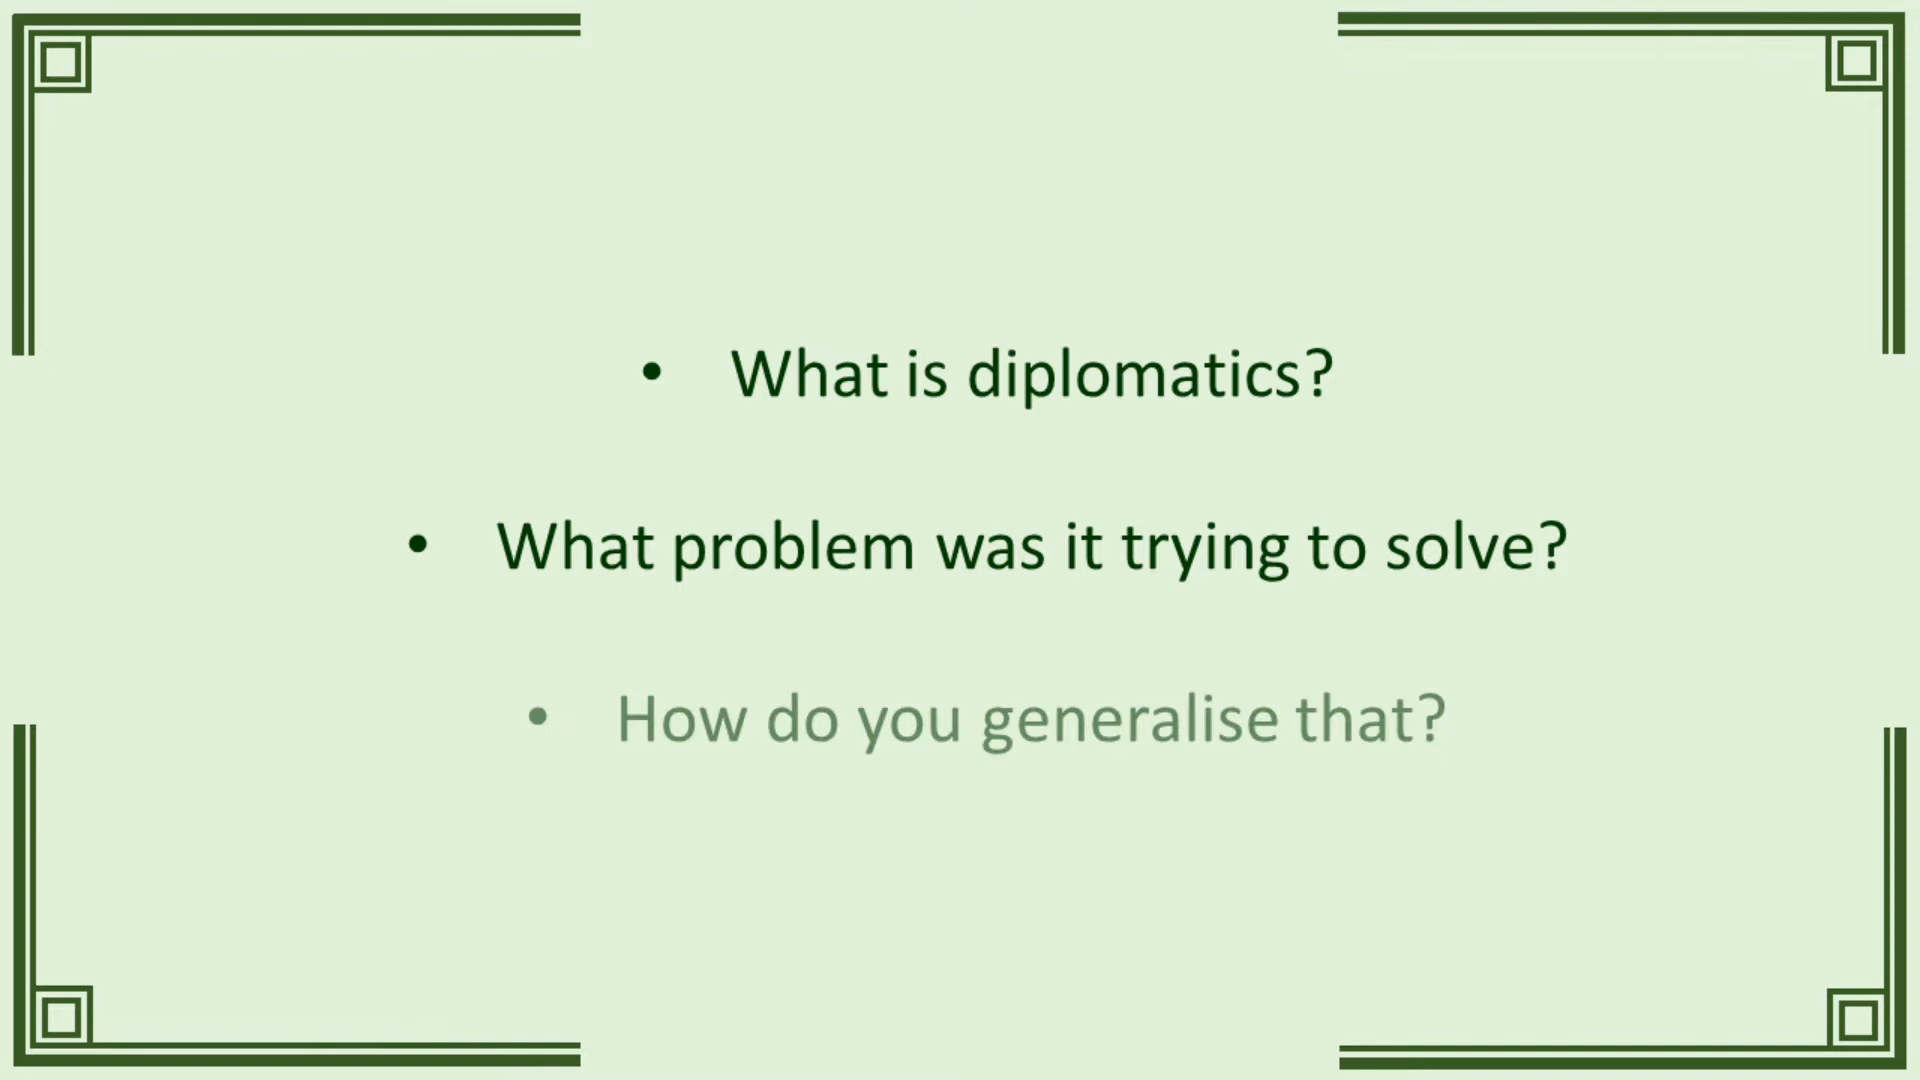 • What is diplomatics?
• What problem was it trying to solve?
• How do you generalise that?